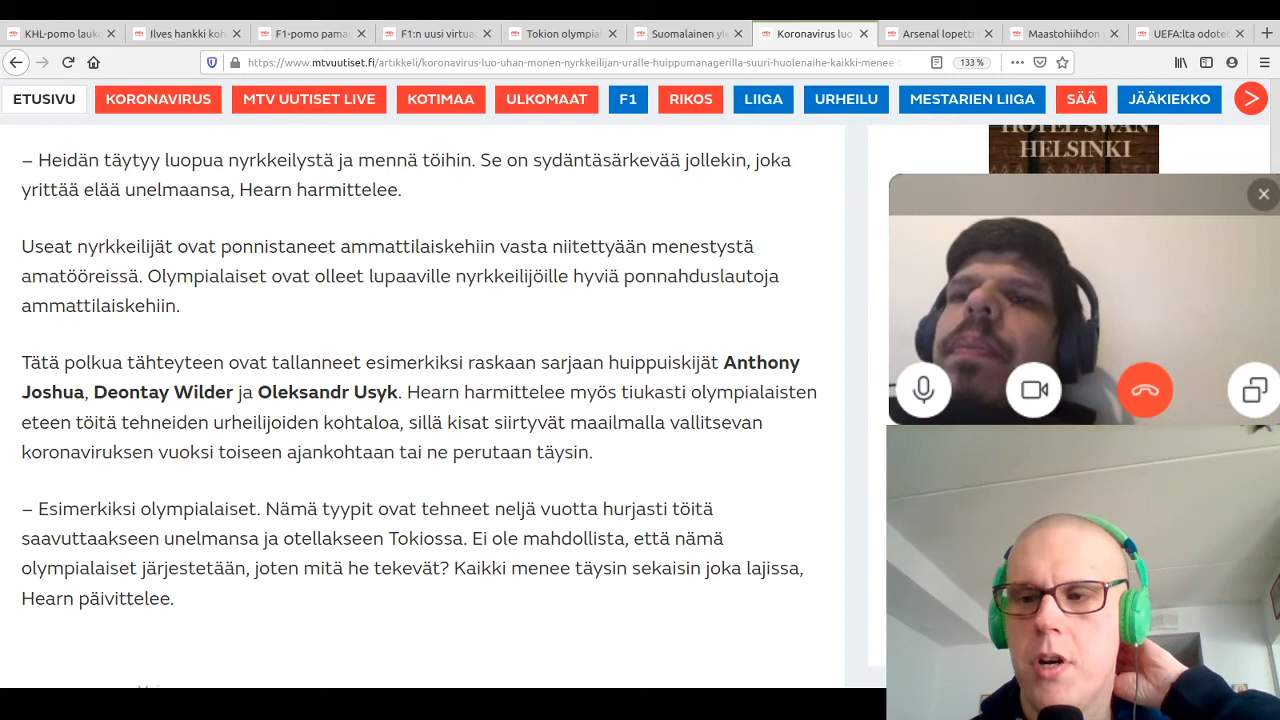 KHL-pomo lauk
Ilves hankki koh
F1-pomo pama
F1:n uusi virtua
Tokion olympia
Suomalainen yle
Koronavirus luo
Arsenal lopetti
Maastohiihdon
UEFA:lta odote
https://www.mtvuutiset.fi/artikkeli/koronavirus-luo-uhan-monen-nyrkkeilijan-uralle-huippumanagerilla-suuri-huolenaihe-kaikki-menee-
133 %
ETUSIVU KORONAVIRUS MTV UUTISET LIVE KOTIMAA ULKOMAAT F1 RIKOS LIIGA URHEILU MESTARIEN LIIGA SÄÄ JÄÄKIEKKO >
HOTEL SWAN
HELSINKI
– Heidän täytyy luopua nyrkkeilystä ja mennä töihin. Se on sydäntäsärkevää jollekin, joka
yrittää elää unelmaansa, Hearn harmittelee.
Useat nyrkkeilijät ovat ponnistaneet ammattilaiskehiin vasta niitettyään menestystä
amatööreissä. Olympialaiset ovat olleet lupaaville nyrkkeilijöille hyviä ponnahduslautoja
ammattilaiskehiin.
Tätä polkua tähteyteen ovat tallanneet esimerkiksi raskaan sarjaan huippuiskijät Anthony
Joshua, Deontay Wilder ja Oleksandr Usyk. Hearn harmittelee myös tiukasti olympialaisten
eteen töitä tehneiden urheilijoiden kohtaloa, sillä kisat siirtyvät maailmalla vallitsevan
koronaviruksen vuoksi toiseen ajankohtaan tai ne perutaan täysin.
– Esimerkiksi olympialaiset. Nämä tyypit ovat tehneet neljä vuotta hurjasti töitä
saavuttaakseen unelmansa ja otellakseen Tokiossa. Ei ole mahdollista, että nämä
olympialaiset järjestetään, joten mitä he tekevät? Kaikki menee täysin sekaisin joka lajissa,
Hearn päivittelee.